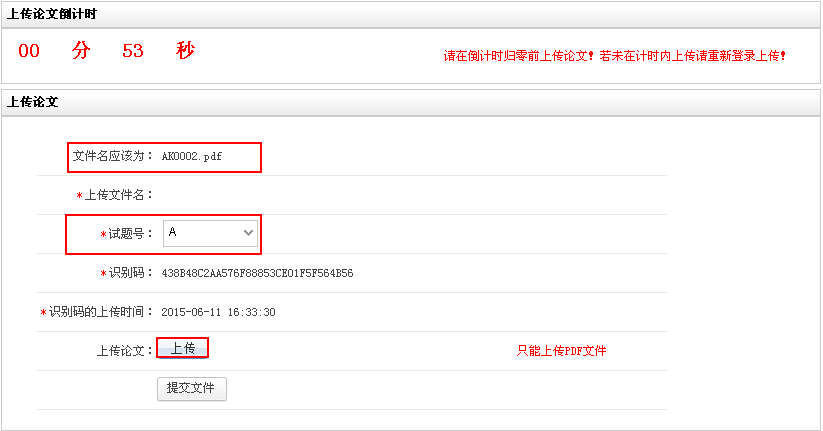 上传论文倒计时
00 分 53 秒 请在倒计时归零前上传论文! 若未在计时内上传请重新登录上传!
上传论文
文件名应该为: AK0002.pdf
*上传文件名:
*试题号: A
*识别码: 438B48C2AA576F88853CE01F5F564B56
*识别码的上传时间: 2015-06-11 16:33:30
上传论文: 上传 只能上传PDF文件
提交文件